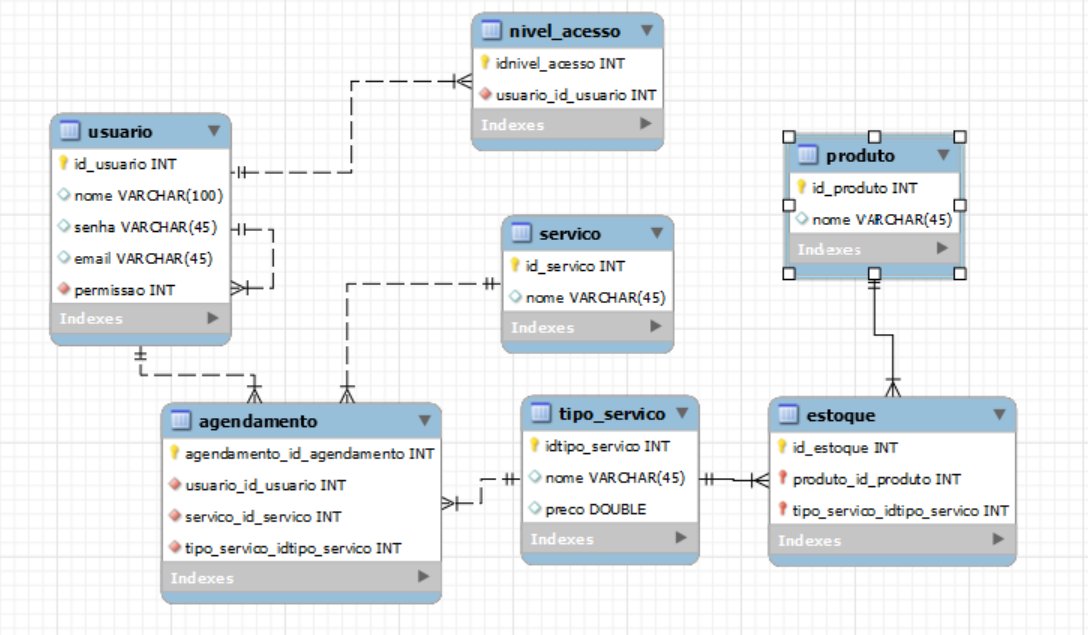 nivel_acesso
idnivel_acesso INT
usuario_id_usuario INT
Indexes
usuario
id_usuario INT
nome VARCHAR(100)
senha VARCHAR(45)
email VARCHAR(45)
permissao INT
Indexes
produto
id_produto INT
nome VARCHAR(45)
Indexes
servico
id_servico INT
nome VARCHAR(45)
Indexes
agendamento
agendamento_id_agendamento INT
usuario_id_usuario INT
servico_id_servico INT
tipo_servico_idtipo_servico INT
Indexes
tipo_servico
idtipo_servico INT
nome VARCHAR(45)
preco DOUBLE
Indexes
estoque
id_estoque INT
produto_id_produto INT
tipo_servico_idtipo_servico INT
Indexes